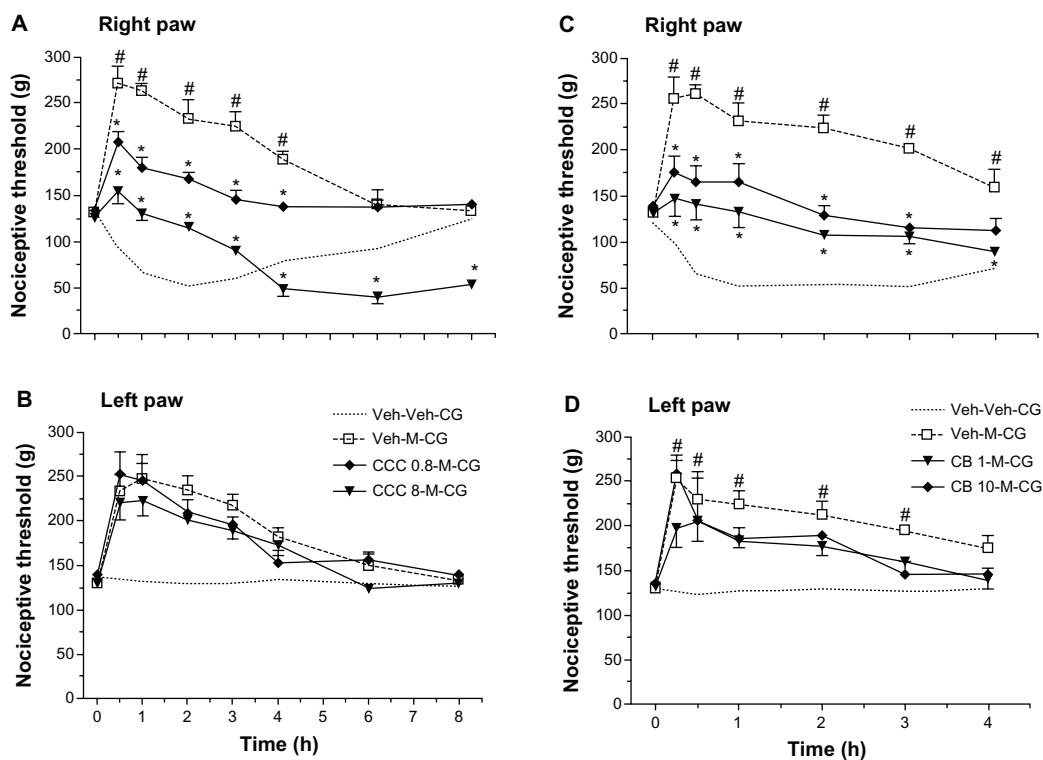 A Right paw
Nociceptive threshold (g)
300
250
200
150
100
50
0
# # # # #
* * * * *
* * * * * * *
B Left paw
Nociceptive threshold (g)
300
250
200
150
100
50
0
0 1 2 3 4 6 8
Time (h)
Veh-Veh-CG
Veh-M-CG
CCC 0.8-M-CG
CCC 8-M-CG
C Right paw
Nociceptive threshold (g)
300
250
200
150
100
50
0
# # # # # #
* * * * *
* * * * * *
D Left paw
Nociceptive threshold (g)
300
250
200
150
100
50
0
# # # # #
0 1 2 3 4
Time (h)
Veh-Veh-CG
Veh-M-CG
CB 1-M-CG
CB 10-M-CG